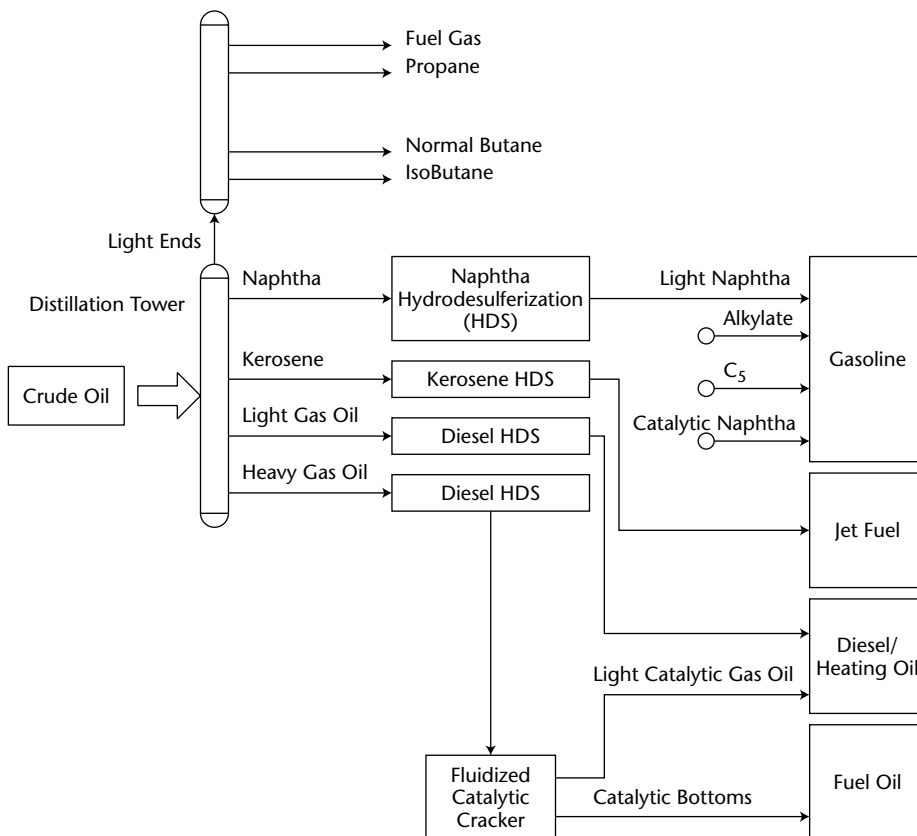 Fuel Gas
Propane
Normal Butane
IsoButane
Light Ends
Distillation Tower
Crude Oil
Naphtha
Naphtha
Hydrodesulferization
(HDS)
Light Naphtha
Alkylate
C₅
Catalytic Naphtha
Gasoline
Kerosene
Kerosene HDS
Light Gas Oil
Diesel HDS
Heavy Gas Oil
Diesel HDS
Jet Fuel
Diesel/
Heating Oil
Light Catalytic Gas Oil
Fluidized
Catalytic
Cracker
Catalytic Bottoms
Fuel Oil